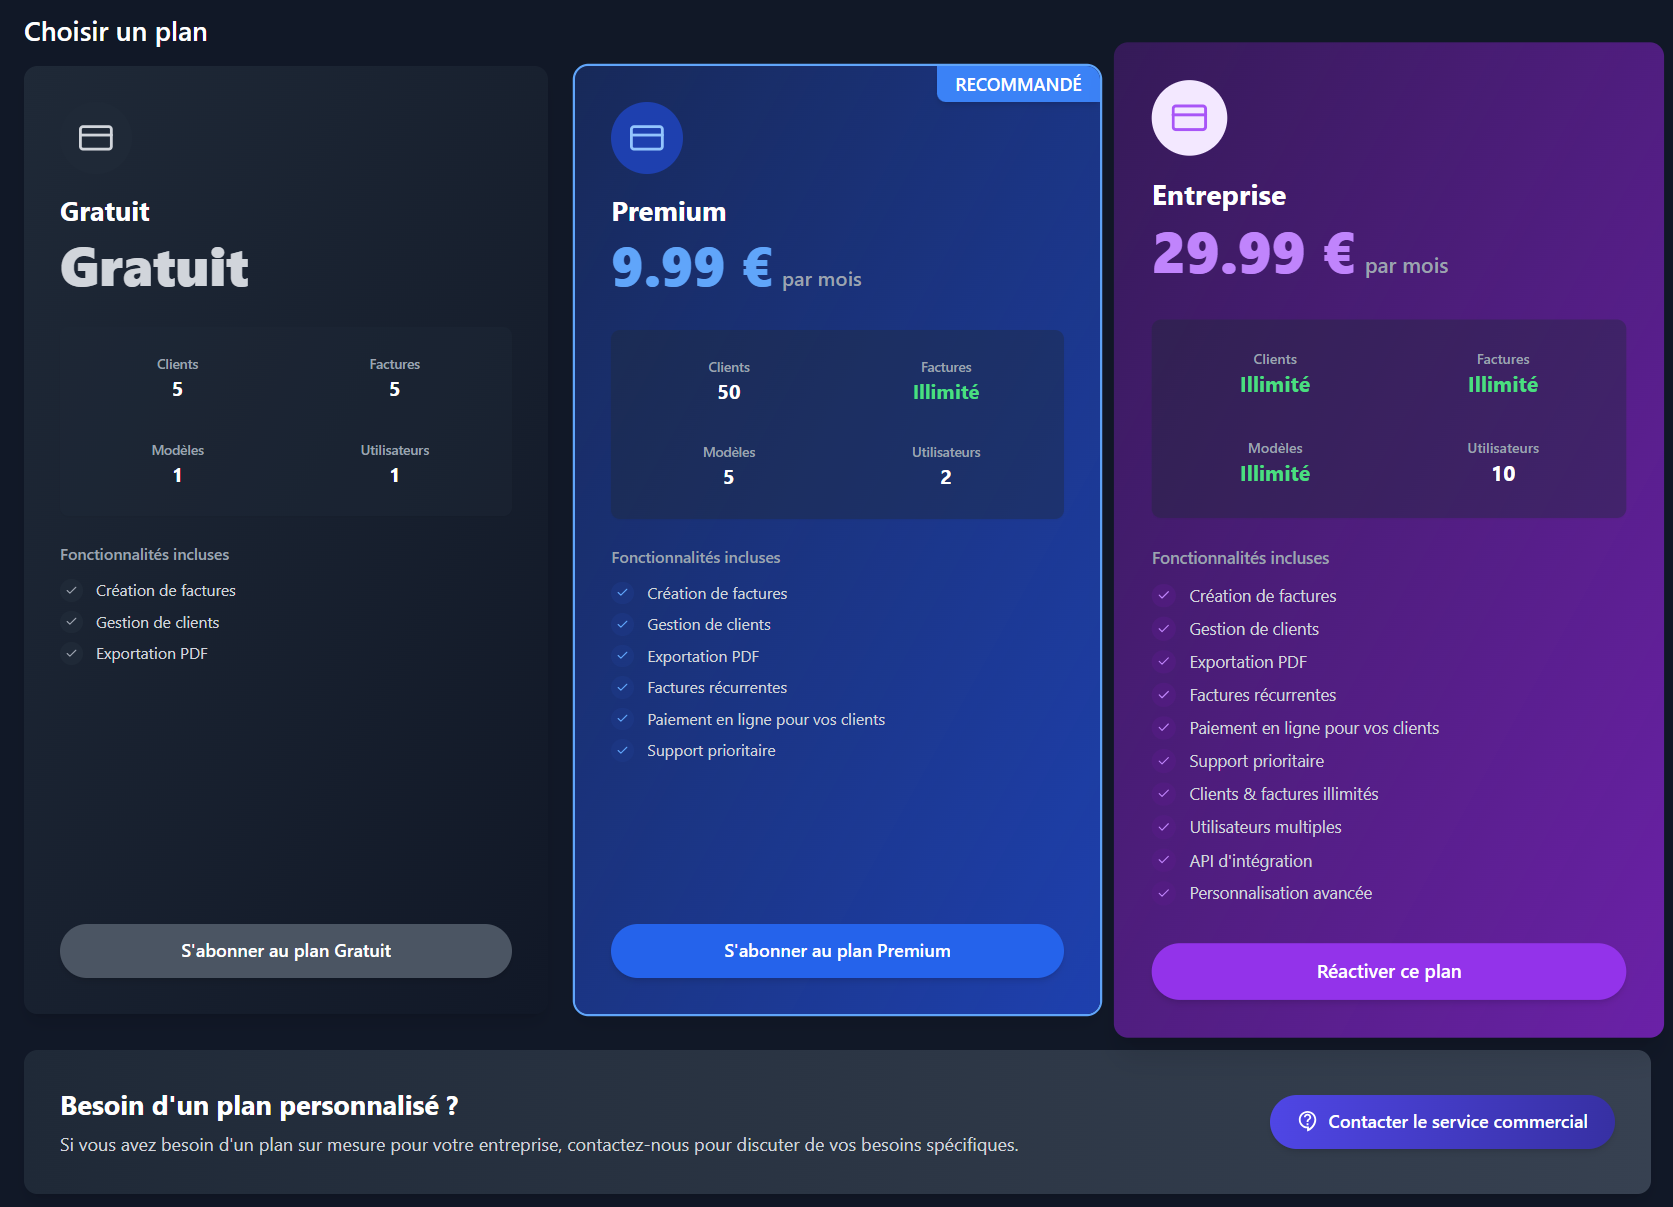 Choisir un plan
Gratuit
Gratuit
Clients
5
Factures
5
Modèles
1
Utilisateurs
1
Fonctionnalités incluses
Création de factures
Gestion de clients
Exportation PDF
S'abonner au plan Gratuit
RECOMMANDÉ
Premium
9.99 € par mois
Clients
50
Factures
Illimité
Modèles
5
Utilisateurs
2
Fonctionnalités incluses
Création de factures
Gestion de clients
Exportation PDF
Factures récurrentes
Paiement en ligne pour vos clients
Support prioritaire
S'abonner au plan Premium
Entreprise
29.99 € par mois
Clients
Illimité
Factures
Illimité
Modèles
Illimité
Utilisateurs
10
Fonctionnalités incluses
Création de factures
Gestion de clients
Exportation PDF
Factures récurrentes
Paiement en ligne pour vos clients
Support prioritaire
Clients & factures illimités
Utilisateurs multiples
API d'intégration
Personnalisation avancée
Réactiver ce plan
Besoin d'un plan personnalisé ?
Si vous avez besoin d'un plan sur mesure pour votre entreprise, contactez-nous pour discuter de vos besoins spécifiques.
Contacter le service commercial